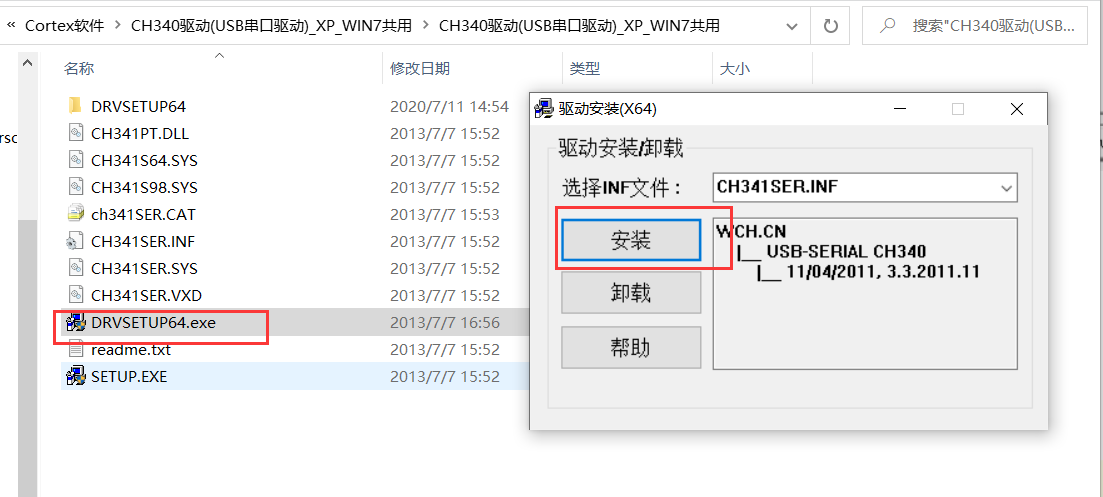 « Cortex软件 › CH340驱动(USB串口驱动)_XP_WIN7共用 › CH340驱动(USB串口驱动)_XP_WIN7共用
搜索"CH340驱动(USB...
名称 修改日期 类型 大小
DRVSETUP64 2020/7/11 14:54
CH341PT.DLL 2013/7/7 15:52
CH341S64.SYS 2013/7/7 15:52
CH341S98.SYS 2013/7/7 15:52
ch341SER.CAT 2013/7/7 15:53
CH341SER.INF 2013/7/7 15:52
CH341SER.SYS 2013/7/7 15:52
CH341SER.VXD 2013/7/7 15:52
DRVSETUP64.exe 2013/7/7 16:56
readme.txt 2013/7/7 15:52
SETUP.EXE 2013/7/7 15:52
驱动安装(X64)
驱动安装/卸载
选择INF文件：
CH341SER.INF
安装
卸载
帮助
WCH.CN
|__ USB-SERIAL CH340
|__ 11/04/2011, 3.3.2011.11